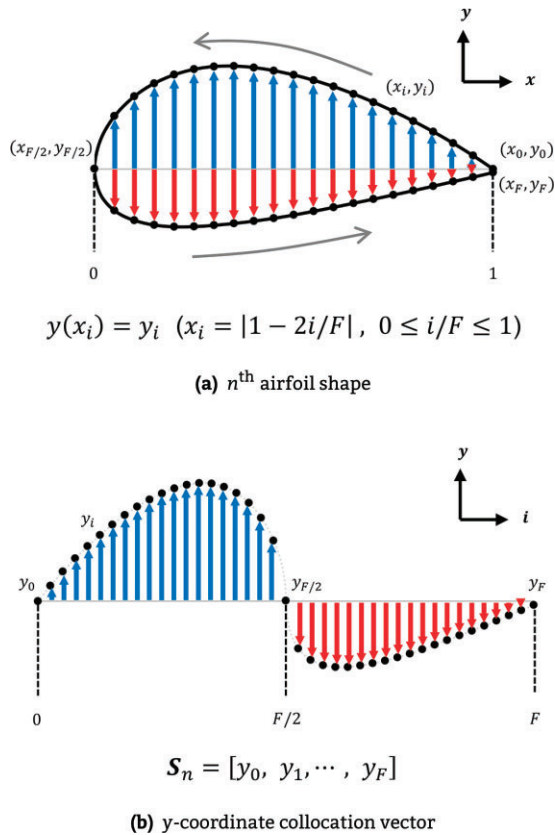 y
x
(x_i, y_i)
(x_{F/2}, y_{F/2})
(x_0, y_0)
(x_F, y_F)
0 1
y(x_i) = y_i (x_i = |1 − 2i/F| , 0 ≤ i/F ≤ 1)
(a) n^th airfoil shape
y
i
y_i
y_0 y_{F/2} y_F
0 F/2 F
S_n = [y_0, y_1, ⋯ , y_F]
(b) y-coordinate collocation vector